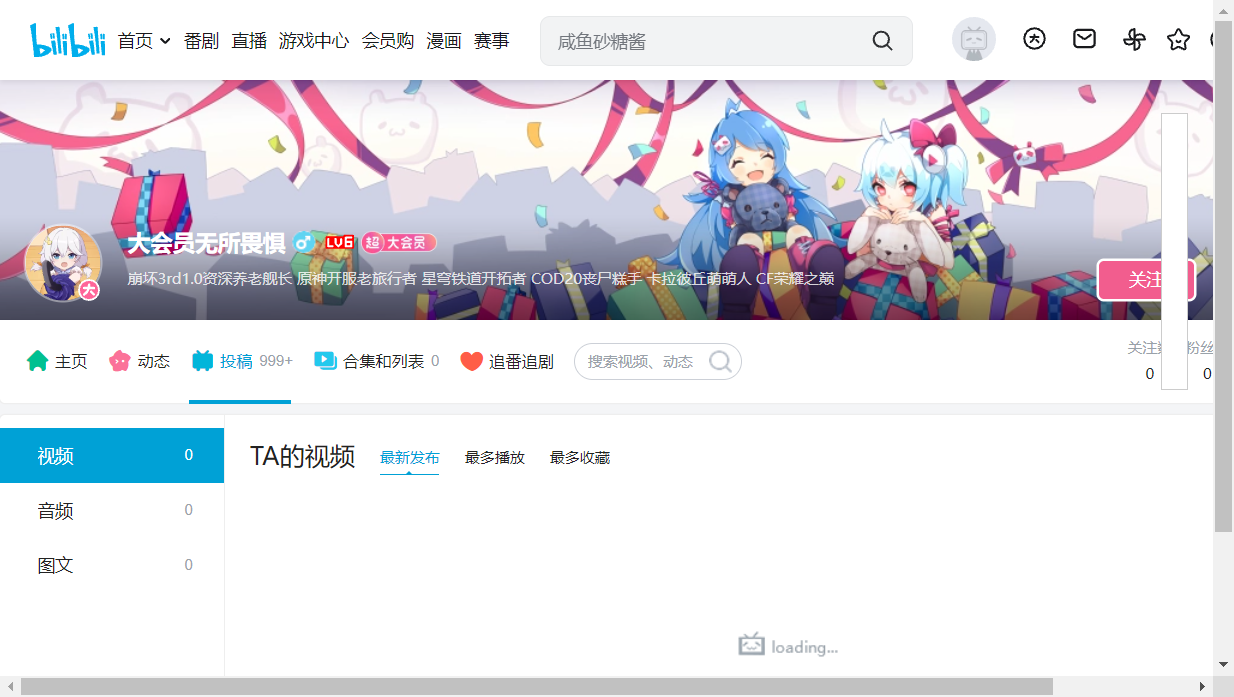 bilibili 首页 番剧 直播 游戏中心 会员购 漫画 赛事 咸鱼砂糖酱
大会员无所畏惧 LV6 超 大会员
大
崩坏3rd1.0资深养老舰长 原神开服老旅行者 星穹铁道开拓者 COD20丧尸糕手 卡拉彼丘萌萌人 CF荣耀之巅
关注
主页 动态 投稿 999+ 合集和列表 0 追番追剧 搜索视频、动态
关注 粉丝
0 0
视频 0
音频 0
图文 0
TA的视频 最新发布 最多播放 最多收藏
loading...